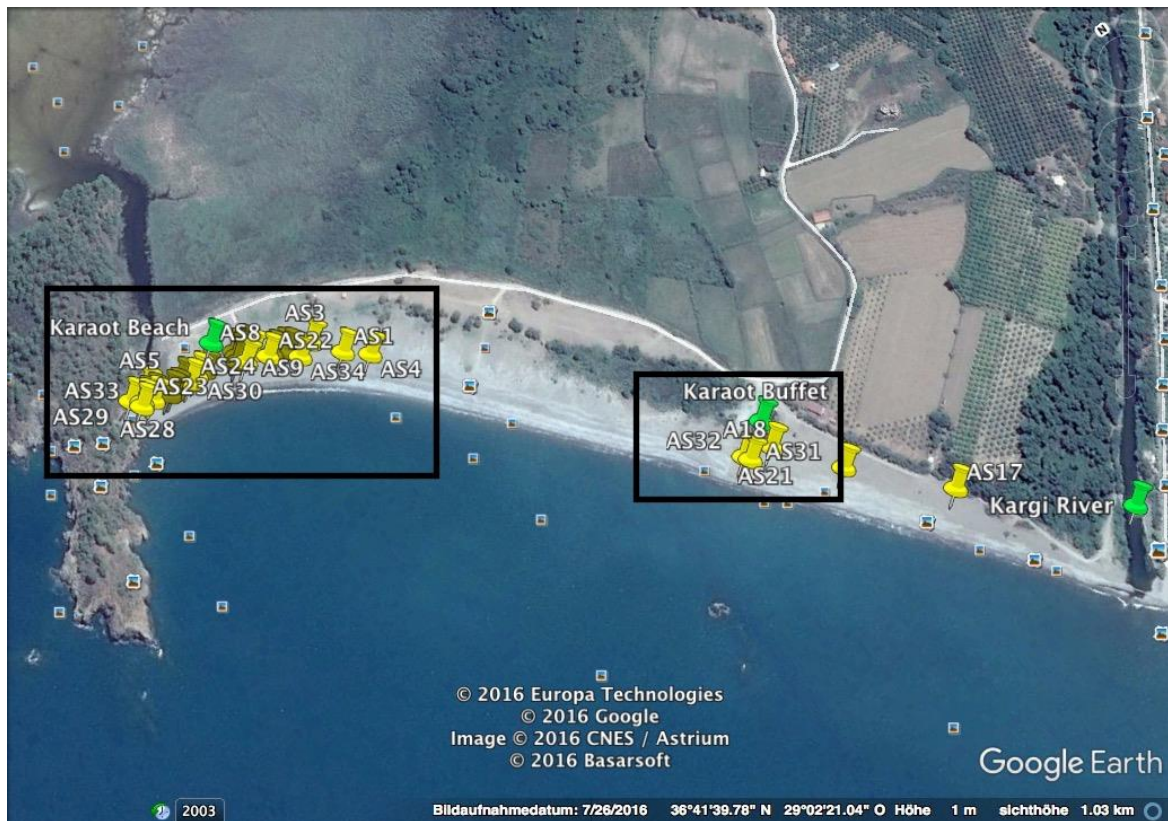 N
AS3
Karaot Beach
AS8
AS1
AS22
AS5
AS24
AS9
AS34
AS4
AS33
AS23
AS30
AS29
AS28
Karaot Buffet
AS32
A18
AS31
AS21
AS17
Kargi River
© 2016 Europa Technologies
© 2016 Google
Image © 2016 CNES / Astrium
© 2016 Basarsoft
Google Earth
2003
Bildaufnahmedatum: 7/26/2016 36°41'39.78" N 29°02'21.04" O Höhe 1 m sichthöhe 1.03 km